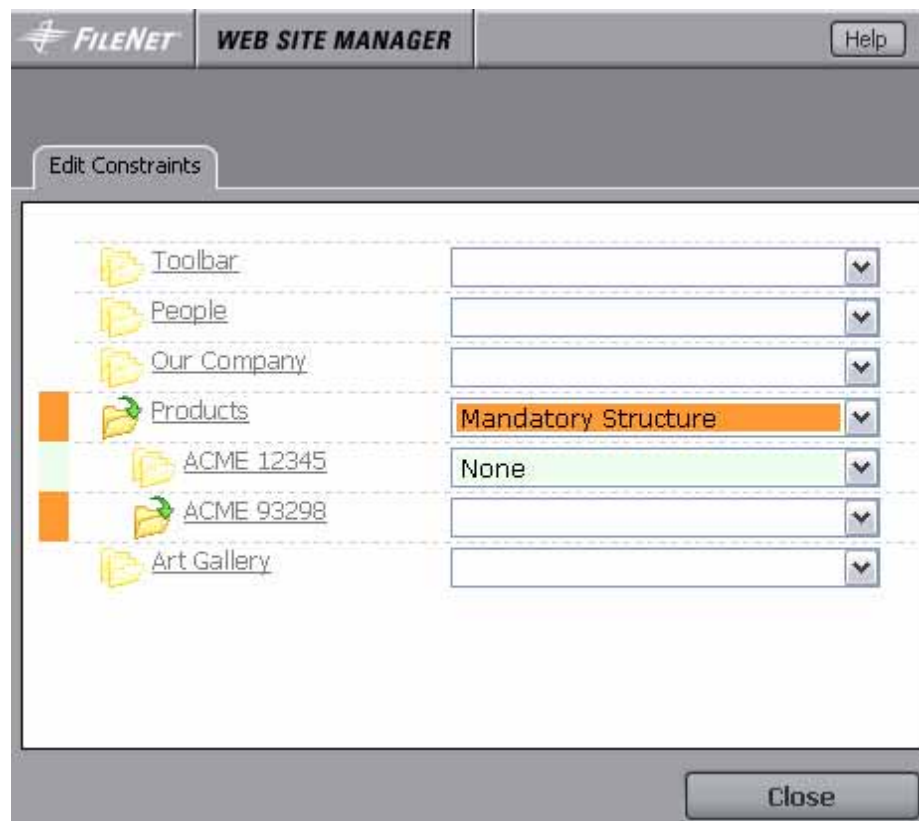 FILENET WEB SITE MANAGER Help
Edit Constraints
Toolbar
People
Our Company
Products Mandatory Structure
ACME 12345 None
ACME 93298
Art Gallery
Close